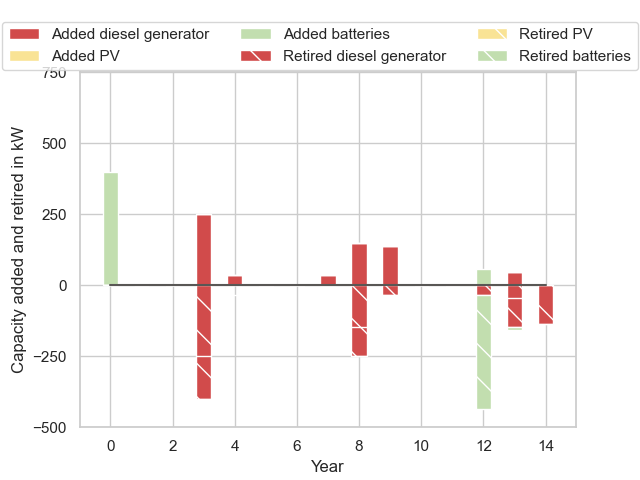 Added diesel generator
Added PV
Added batteries
Retired diesel generator
Retired PV
Retired batteries
750
500
250
0
−250
−500
Capacity added and retired in kW
0 2 4 6 8 10 12 14
Year